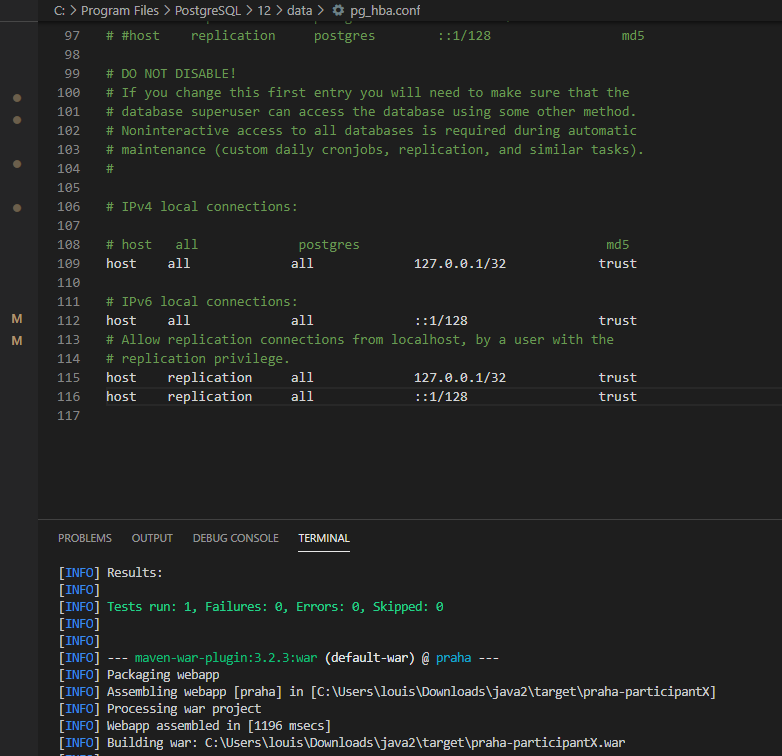 C: > Program Files > PostgreSQL > 12 > data > pg_hba.conf
97 # #host replication postgres ::1/128 md5
98
99 # DO NOT DISABLE!
100 # If you change this first entry you will need to make sure that the
101 # database superuser can access the database using some other method.
102 # Noninteractive access to all databases is required during automatic
103 # maintenance (custom daily cronjobs, replication, and similar tasks).
104 #
105
106 # IPv4 local connections:
107
108 # host all postgres md5
109 host all all 127.0.0.1/32 trust
110
111 # IPv6 local connections:
M 112 host all all ::1/128 trust
M 113 # Allow replication connections from localhost, by a user with the
114 # replication privilege.
115 host replication all 127.0.0.1/32 trust
116 host replication all ::1/128 trust
117
PROBLEMS OUTPUT DEBUG CONSOLE TERMINAL
[INFO] Results:
[INFO]
[INFO] Tests run: 1, Failures: 0, Errors: 0, Skipped: 0
[INFO]
[INFO]
[INFO] --- maven-war-plugin:3.2.3:war (default-war) @ praha ---
[INFO] Packaging webapp
[INFO] Assembling webapp [praha] in [C:\Users\louis\Downloads\java2\target\praha-participantX]
[INFO] Processing war project
[INFO] Webapp assembled in [1196 msecs]
[INFO] Building war: C:\Users\louis\Downloads\java2\target\praha-participantX.war